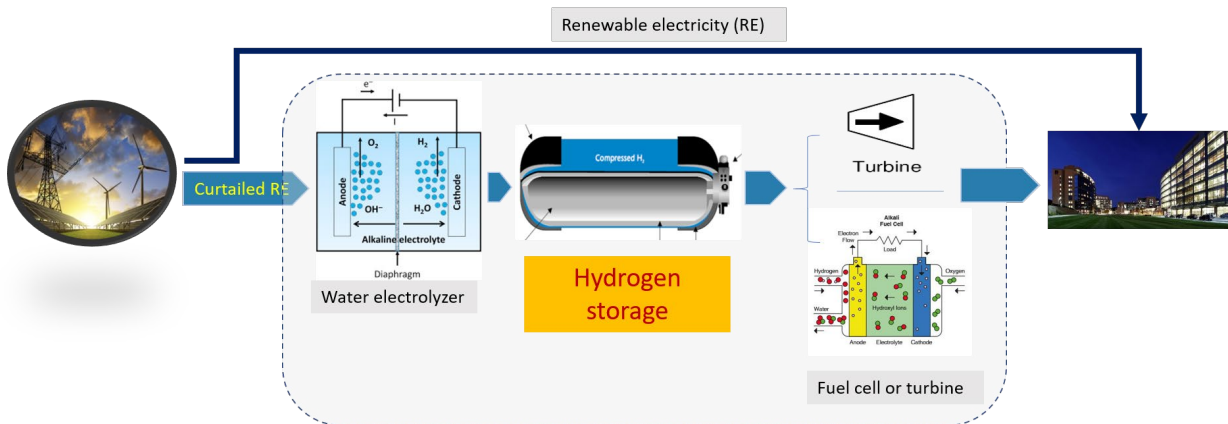 Renewable electricity (RE)
Curtailed RE
e⁻
I
O₂
H₂
Anode
Cathode
OH⁻
H₂O
Alkaline electrolyte
Diaphragm
Water electrolyzer
Compressed H₂
Hydrogen
storage
Turbine
Alkali
Fuel Cell
Electron
Flow
Load
Hydrogen
Oxygen
Hydroxyl Ions
Water
Anode
Electrolyte
Cathode
Fuel cell or turbine